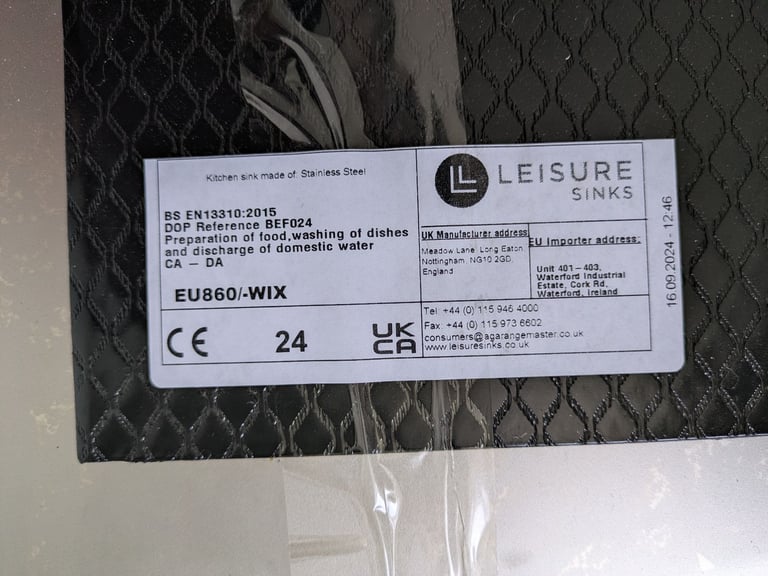 Kitchen sink made of: Stainless Steel
BS EN13310:2015
DOP Reference BEF024
Preparation of food,washing of dishes
and discharge of domestic water
CA – DA
EU860/-WIX
CE
24
UK
CA
LEISURE
SINKS
UK Manufacturer address:
Meadow Lane, Long Eaton,
Nottingham, NG10 2GD,
England
EU Importer address:
Unit 401-403,
Waterford Industrial
Estate, Cork Rd,
Waterford, Ireland
Tel: +44 (0) 115 946 4000
Fax: +44 (0) 115 973 6602
consumers@agarangemaster.co.uk
www.leisuresinks.co.uk
16.09.2024 - 12:46